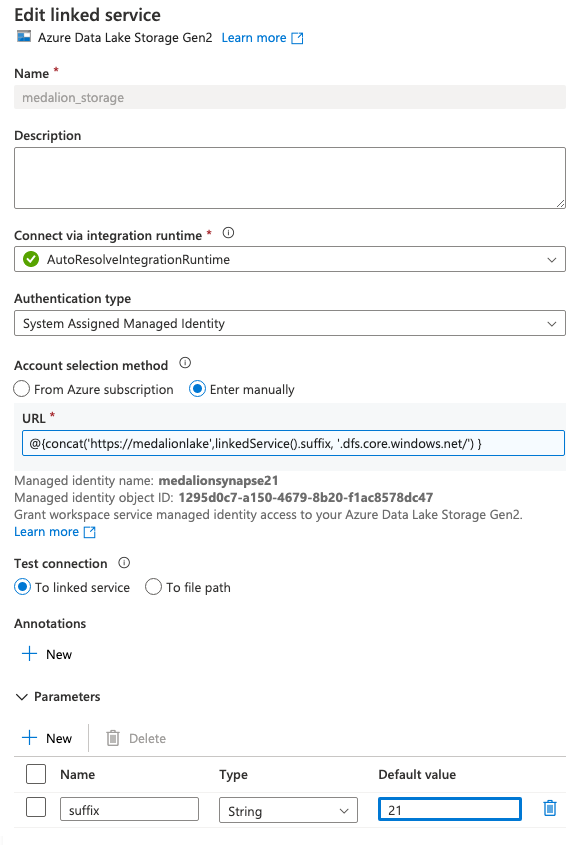 Edit linked service
Azure Data Lake Storage Gen2 Learn more
Name *
medalion_storage
Description
Connect via integration runtime *
AutoResolveIntegrationRuntime
Authentication type
System Assigned Managed Identity
Account selection method
From Azure subscription Enter manually
URL *
@{concat('https://medalionlake',linkedService().suffix, '.dfs.core.windows.net/') }
Managed identity name: medalionsynapse21
Managed identity object ID: 1295d0c7-a150-4679-8b20-f1ac8578dc47
Grant workspace service managed identity access to your Azure Data Lake Storage Gen2.
Learn more
Test connection
To linked service To file path
Annotations
New
Parameters
New Delete
Name Type Default value
suffix String 21